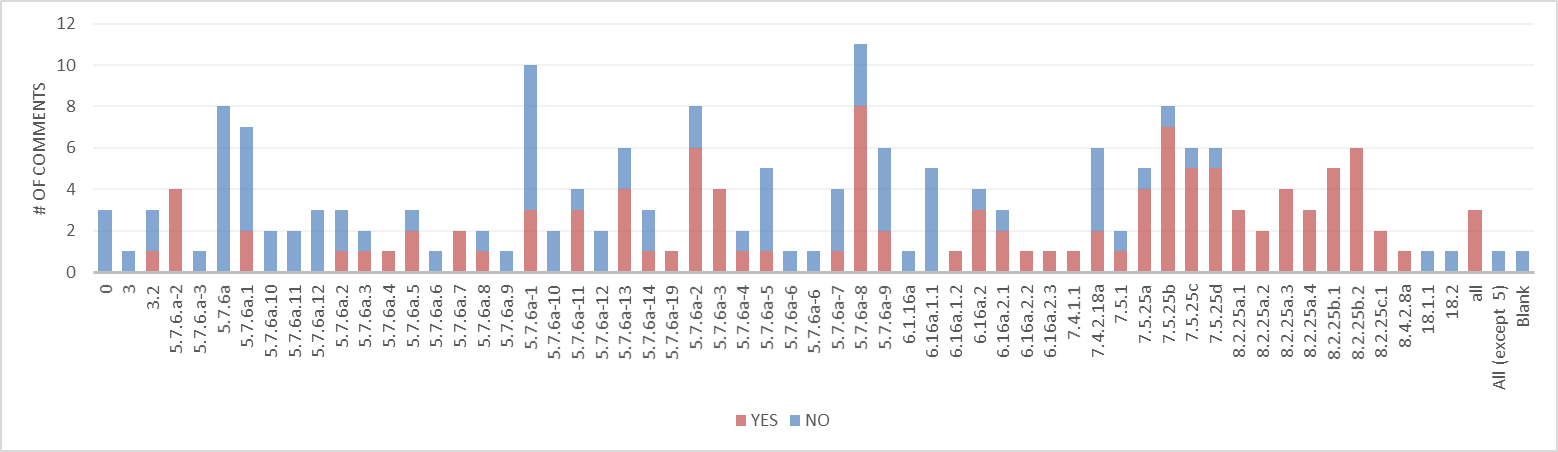 12
10
8
6
4
2
0
# OF COMMENTS
0
3
3.2
5.7.6.a-2
5.7.6.a-3
5.7.6a
5.7.6a.1
5.7.6a.10
5.7.6a.11
5.7.6a.12
5.7.6a.2
5.7.6a.3
5.7.6a.4
5.7.6a.5
5.7.6a.6
5.7.6a.7
5.7.6a.8
5.7.6a.9
5.7.6a-1
5.7.6a-10
5.7.6a-11
5.7.6a-12
5.7.6a-13
5.7.6a-14
5.7.6a-19
5.7.6a-2
5.7.6a-3
5.7.6a-4
5.7.6a-5
5.7.6a-6
5.7.6a-6
5.7.6a-7
5.7.6a-8
5.7.6a-9
6.1.16a
6.16a.1.1
6.16a.1.2
6.16a.2
6.16a.2.1
6.16a.2.2
6.16a.2.3
7.4.1.1
7.4.2.18a
7.5.1
7.5.25a
7.5.25b
7.5.25c
7.5.25d
8.2.25a.1
8.2.25a.2
8.2.25a.3
8.2.25a.4
8.2.25b.1
8.2.25b.2
8.2.25c.1
8.4.2.8a
18.1.1
18.2
all
All (except 5)
Blank
YES NO